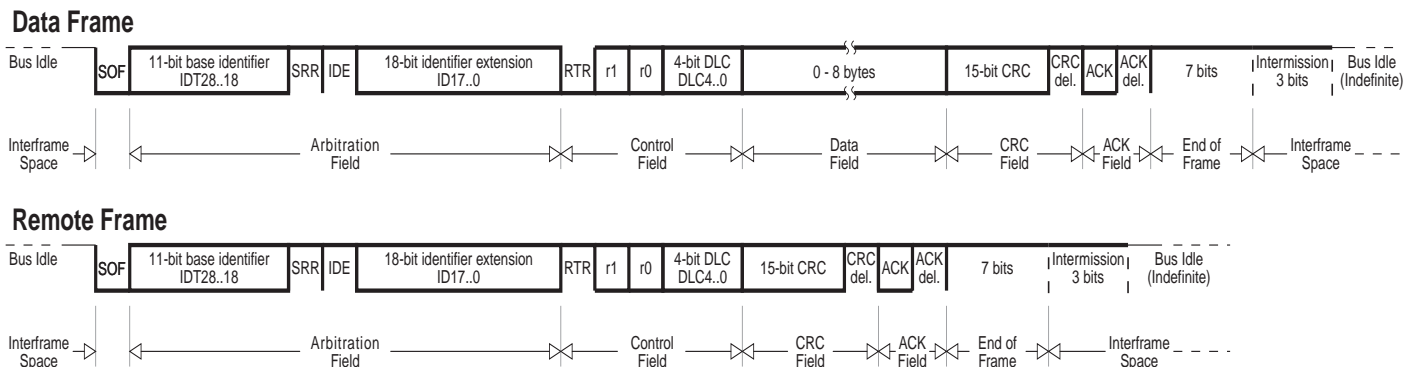 Data Frame
Bus Idle
SOF
11-bit base identifier
IDT28..18
SRR
IDE
18-bit identifier extension
ID17..0
RTR
r1
r0
4-bit DLC
DLC4..0
0 - 8 bytes
15-bit CRC
CRC
del.
ACK
ACK
del.
7 bits
Intermission
3 bits
Bus Idle
(Indefinite)
Interframe
Space
Arbitration
Field
Control
Field
Data
Field
CRC
Field
ACK
Field
End of
Frame
Interframe
Space
Remote Frame
Bus Idle
SOF
11-bit base identifier
IDT28..18
SRR
IDE
18-bit identifier extension
ID17..0
RTR
r1
r0
4-bit DLC
DLC4..0
15-bit CRC
CRC
del.
ACK
ACK
del.
7 bits
Intermission
3 bits
Bus Idle
(Indefinite)
Interframe
Space
Arbitration
Field
Control
Field
CRC
Field
ACK
Field
End of
Frame
Interframe
Space